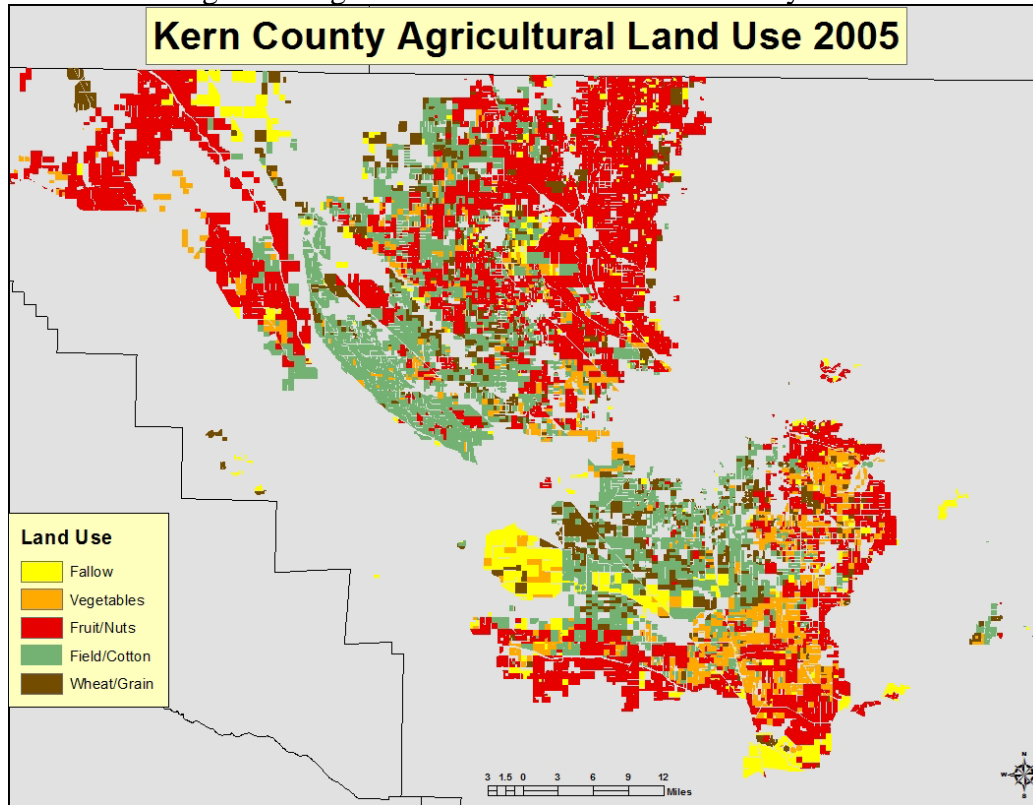 Kern County Agricultural Land Use 2005
Land Use
Fallow
Vegetables
Fruit/Nuts
Field/Cotton
Wheat/Grain
3 1.5 0 3 6 9 12
Miles
N
W
E
S